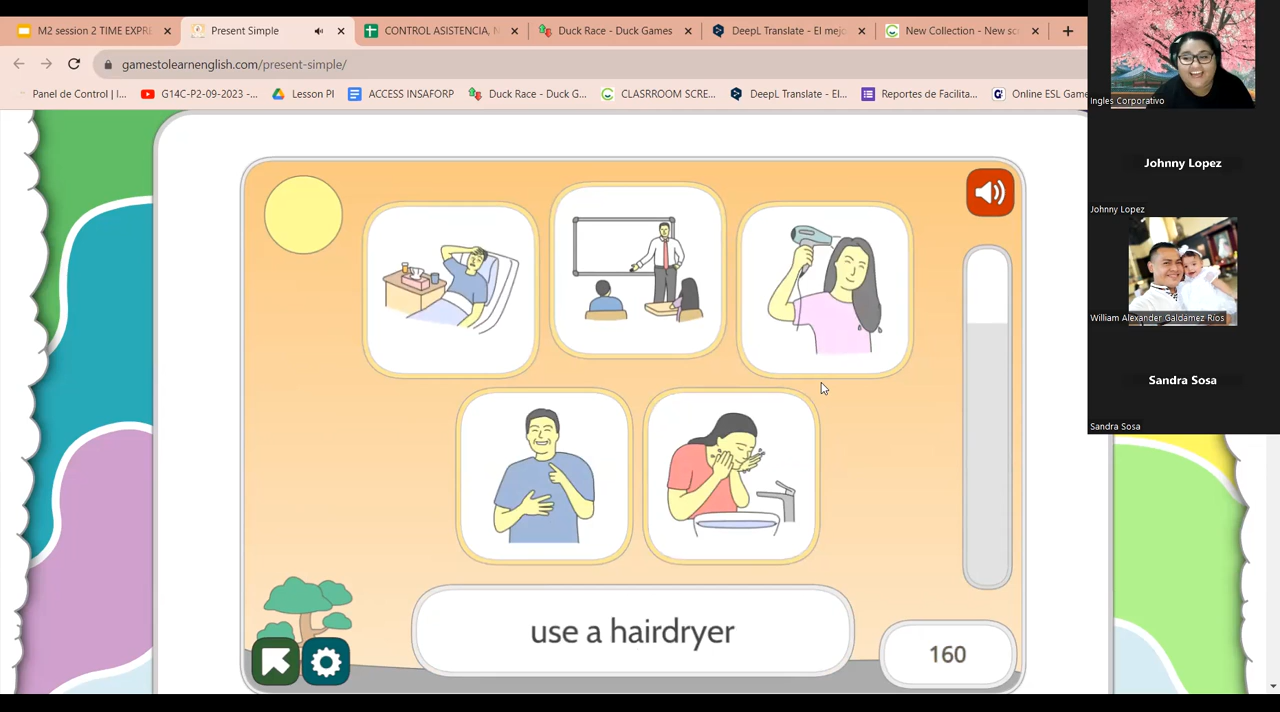 M2 session 2 TIME EXPRE
Present Simple
CONTROL ASISTENCIA, N
Duck Race - Duck Games
DeepL Translate - El mejo
New Collection - New scr
gamestolearnenglish.com/present-simple/
Panel de Control | I...
G14C-P2-09-2023 -...
Lesson PI
ACCESS DESAFORD
Duck Race - Duck G...
CLASRROOM SCRE...
DeepL Translate - El...
Reportes de Facilita...
Online ESL Game
Ingles Corporativo
Johnny Lopez
Johnny Lopez
William Alexander Galdamez Rios
Sandra Sosa
Sandra Sosa
use a hairdryer
160